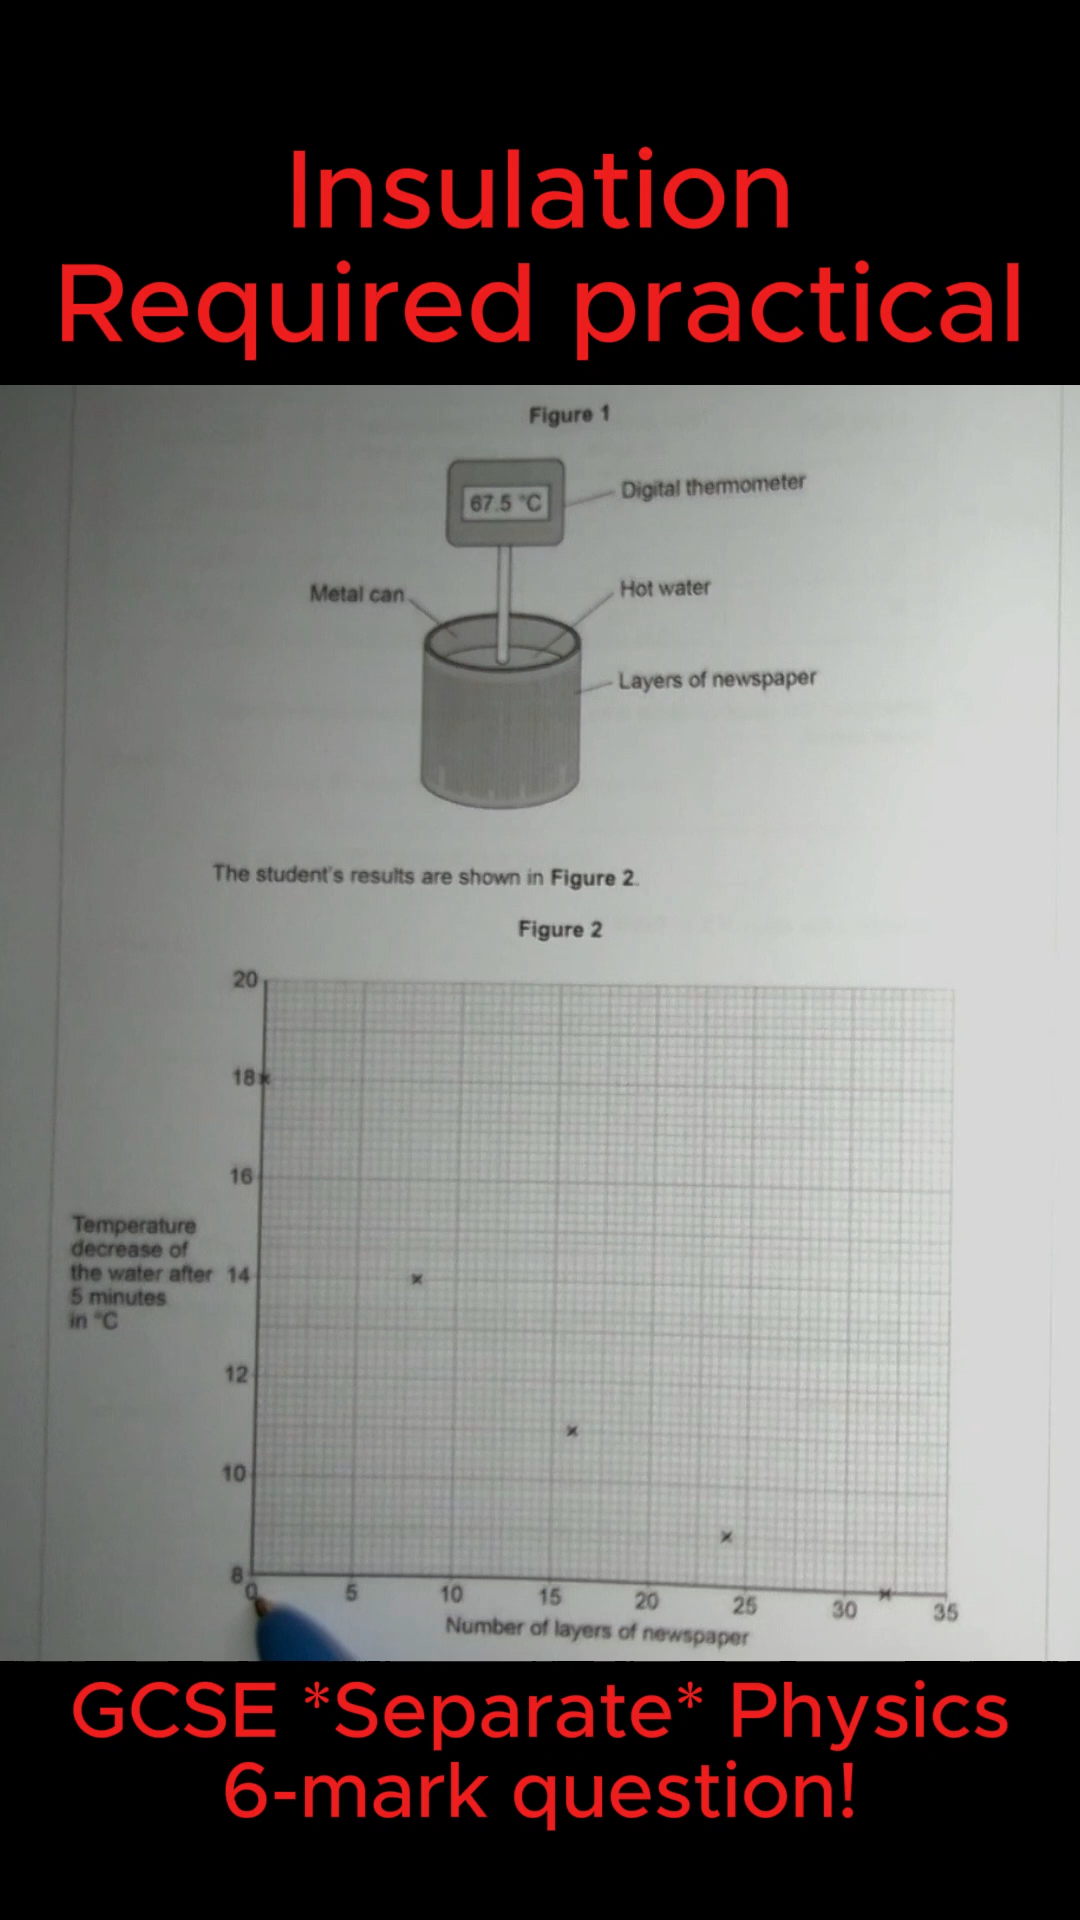 Insulation
Required practical
Figure 1
67.5 °C
Digital thermometer
Metal can
Hot water
Layers of newspaper
The student's results are shown in Figure 2.
Figure 2
20
18
16
Temperature
decrease of
the water after 14
5 minutes
in °C
12
10
8
0 5 10 15 20 25 30 35
Number of layers of newspaper
GCSE *Separate* Physics
6-mark question!